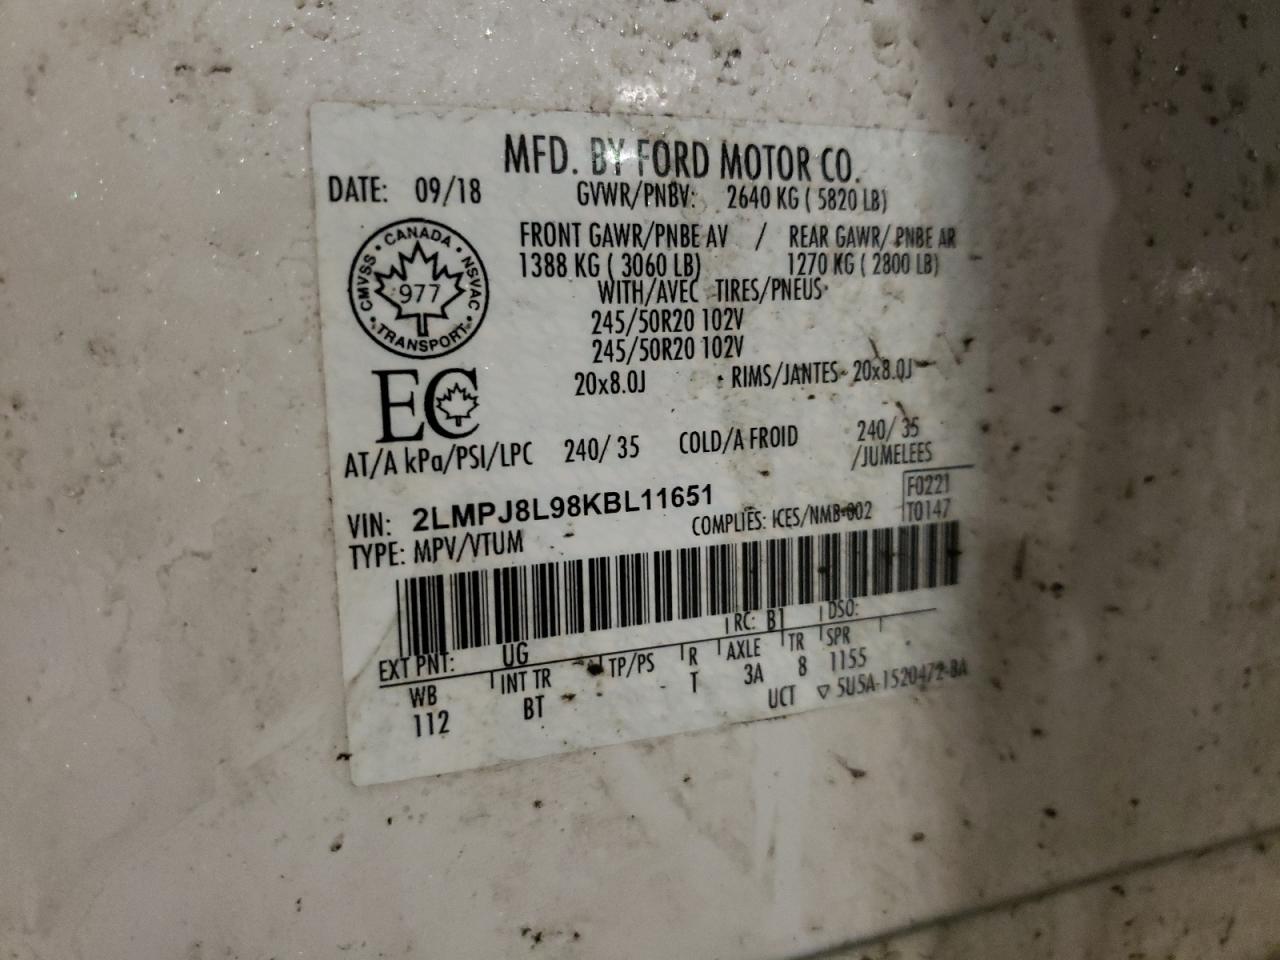 MFD. BY FORD MOTOR CO.
DATE: 09/18 GVWR/PNBV: 2640 KG ( 5820 LB)
FRONT GAWR/PNBE AV / REAR GAWR/ PNBE AR
1388 KG ( 3060 LB) 1270 KG ( 2800 LB)
WITH/AVEC TIRES/PNEUS
245/50R20 102V
245/50R20 102V
20x8.0J RIMS/JANTES 20x8.0J
CANADA
CMVSS 977 NSVAC
TRANSPORT
EC
AT/A kPa/PSI/LPC 240/ 35 COLD/A FROID 240/ 35
/JUMELEES
VIN: 2LMPJ8L98KBL11651 F0221
TYPE: MPV/VTUM COMPLIES: ICES/NMB-002 T0147
RC: B1 DSO:
EXT PNT: UG
WB INT TR TP/PS R AXLE TR SPR
112 BT T 3A 8 1155
UCT ▽ 5U5A-1520472-BA